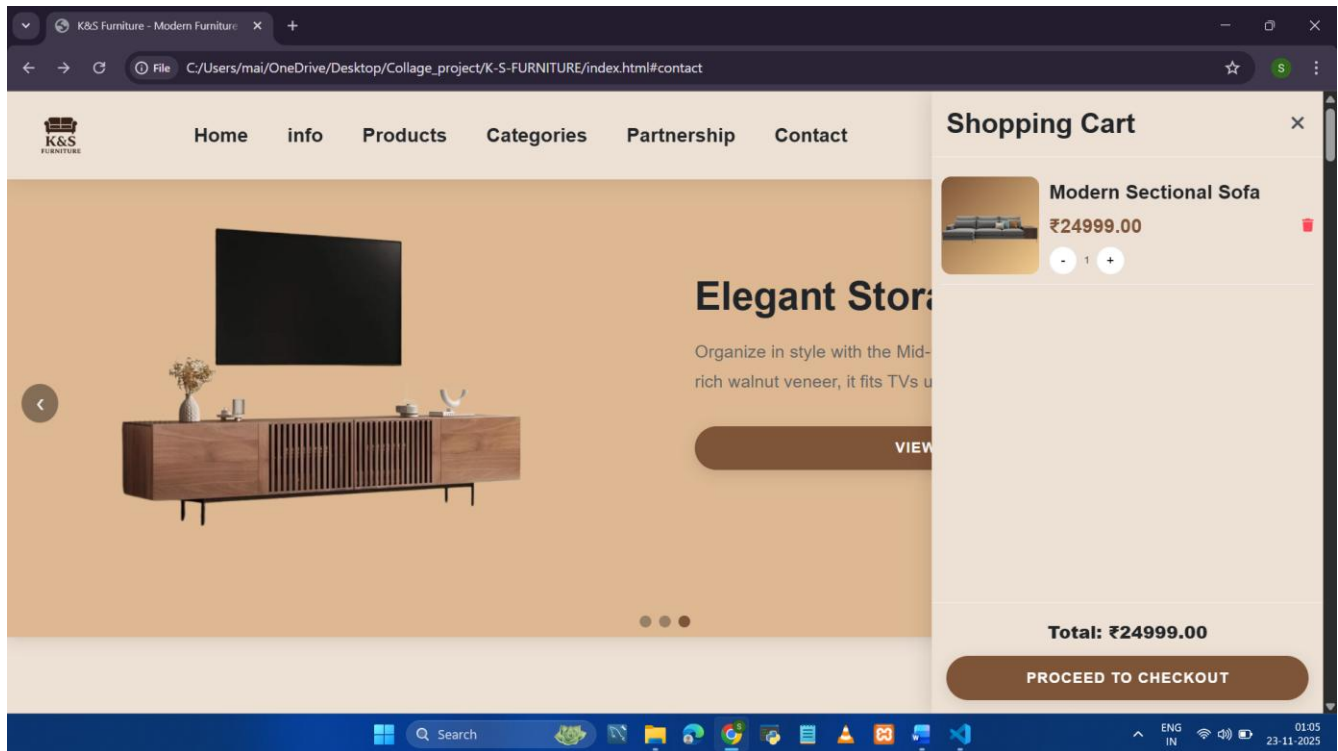 K&S Furniture - Modern Furniture
File C:/Users/mai/OneDrive/Desktop/Collage_project/K-S-FURNITURE/index.html#contact
S
K&S
FURNITURE
Home info Products Categories Partnership Contact
Elegant Stora
Organize in style with the Mid-
rich walnut veneer, it fits TVs u
VIEW
Shopping Cart
Modern Sectional Sofa
₹24999.00
- 1 +
Total: ₹24999.00
PROCEED TO CHECKOUT
Search
ENG
IN
01:05
23-11-2025